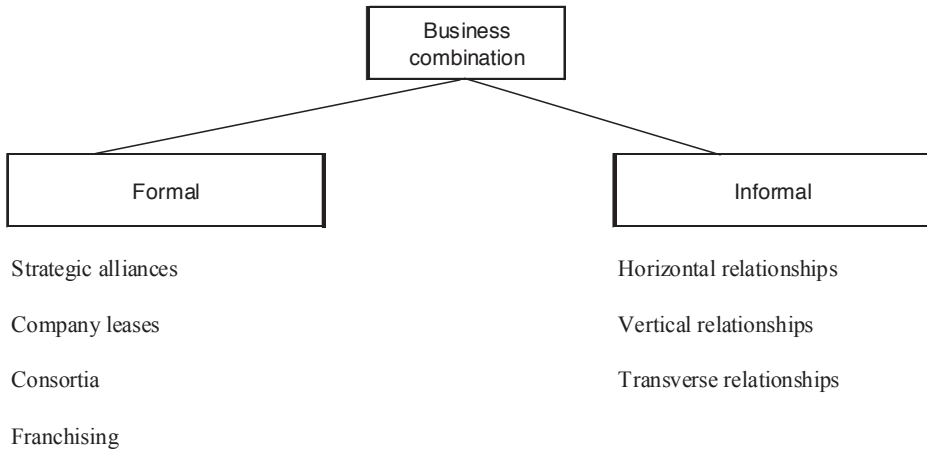 Business
combination
Formal
Informal
Strategic alliances
Company leases
Consortia
Franchising
Horizontal relationships
Vertical relationships
Transverse relationships